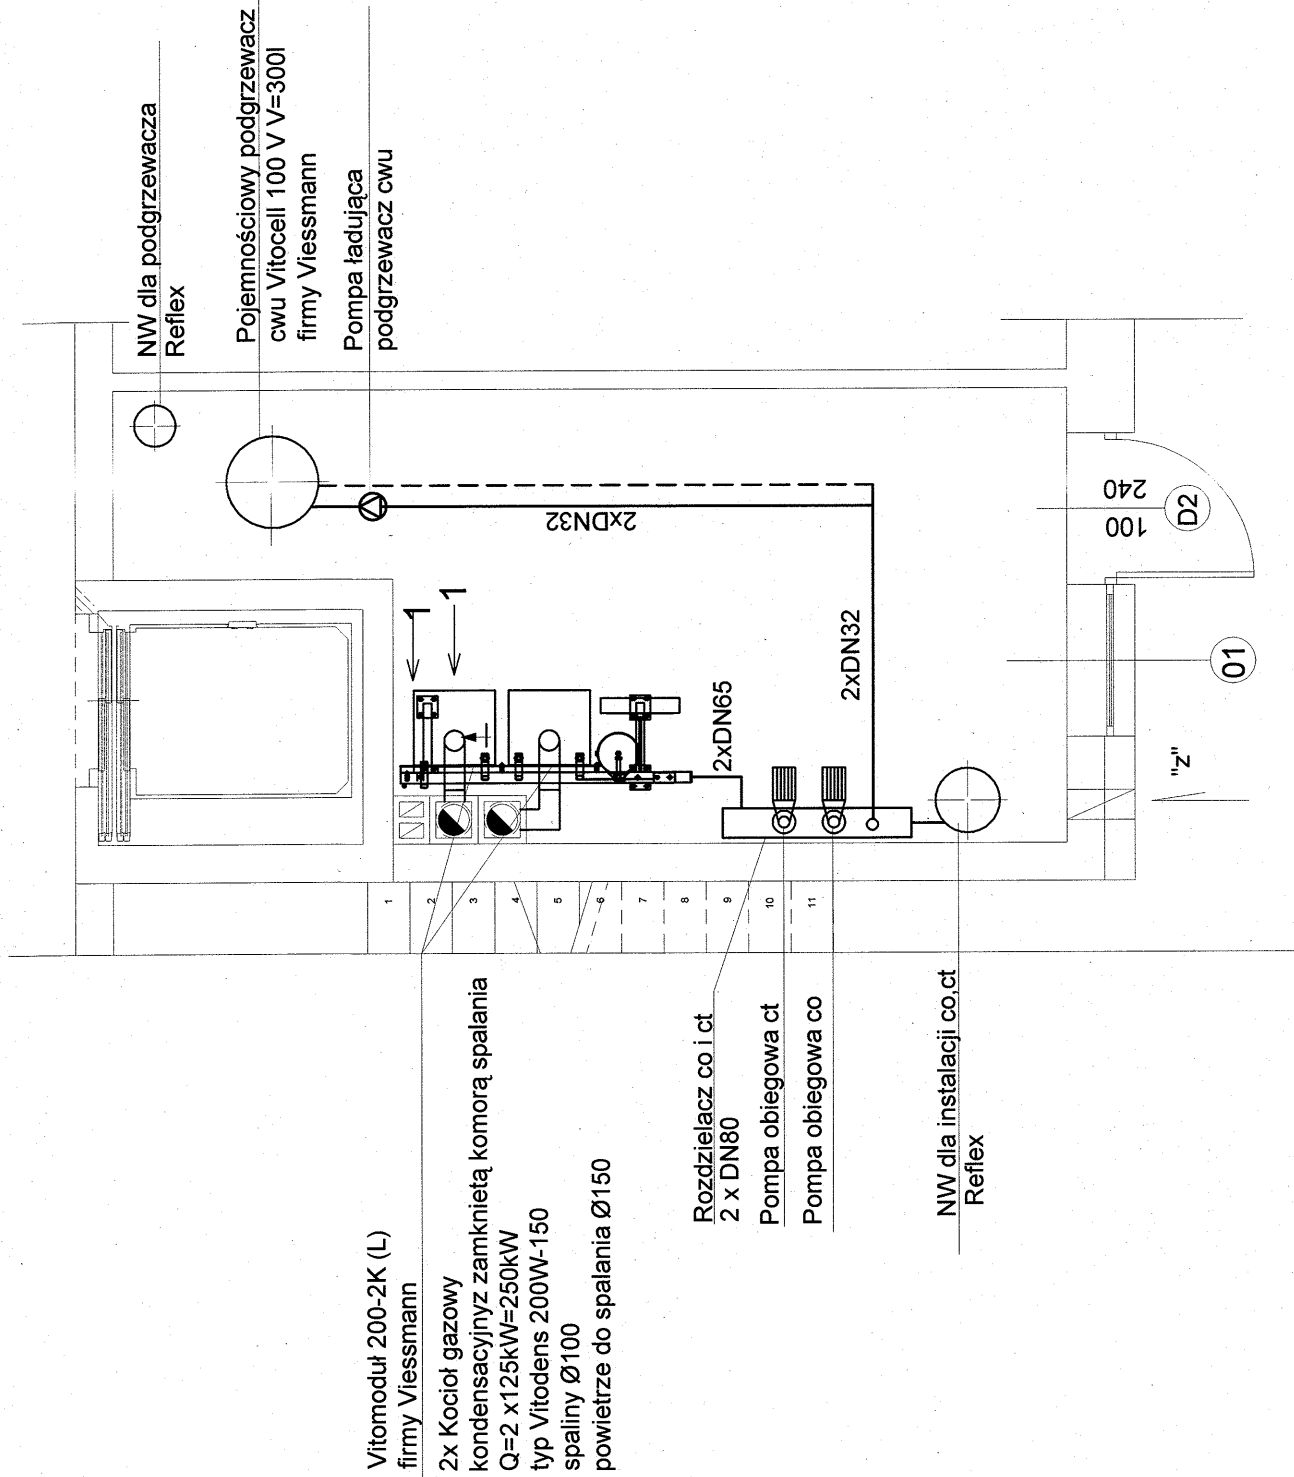 NW dla podgrzewacza
Reflex
Pojemnościowy podgrzewacz
cwu Vitocell 100 V V=300l
firmy Viessmann
Pompa ładująca
podgrzewacz cwu
2xDN32
240
100
D2
1
1
2xDN65
2xDN32
01
"z"
1
2
3
4
5
6
7
8
9
10
11
Vitomoduł 200-2K (L)
firmy Viessmann
2x Kocioł gazowy
kondensacyjnyz zamkniętą komorą spalania
Q=2 x125kW=250kW
typ Vitodens 200W-150
spaliny Ø100
powietrze do spalania Ø150
Rozdzielacz co i ct
2 x DN80
Pompa obiegowa ct
Pompa obiegowa co
NW dla instalacji co,ct
Reflex